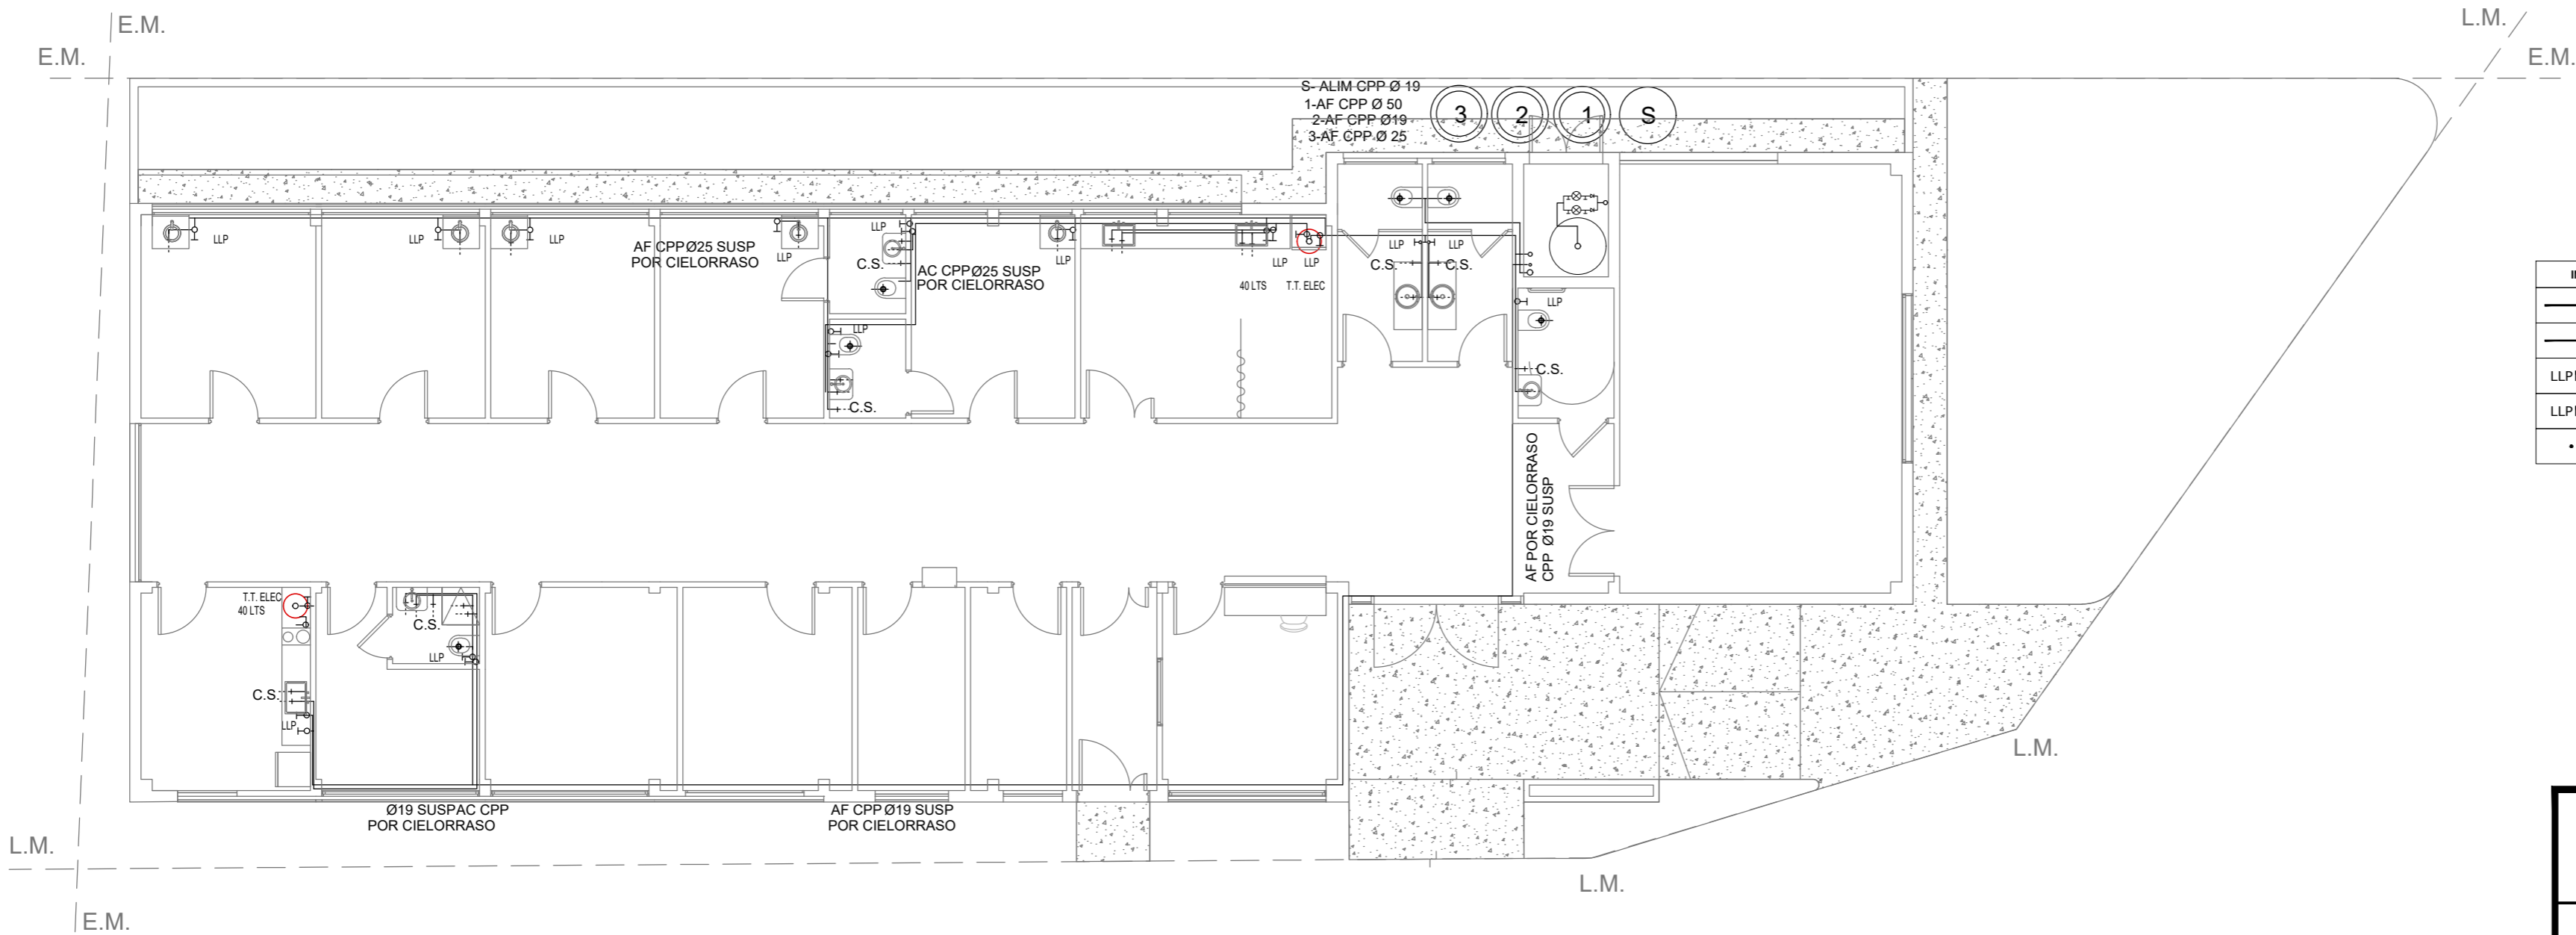 E.M.
L.M.
E.M.
E.M.
S- ALIM CPP Ø 19
1-AF CPP Ø 50
2-AF CPP Ø19
3-AF CPP Ø 25
3
2
1
S
LLP
LLP
LLP
AF CPPØ25 SUSP
POR CIELORRASO
LLP
LLP
C.S.
AC CPPØ25 SUSP
POR CIELORRASO
LLP
LLP
LLP
40 LTS
T.T. ELEC
LLP
LLP
C.S.
C.S.
LLP
C.S.
LLP
C.S.
LLP
LLP
AF POR CIELORRASO
CPP Ø19 SUSP
T.T. ELEC
40 LTS
C.S.
LLP
C.S.
LLP
Ø19 SUSPAC CPP
POR CIELORRASO
AF CPPØ19 SUSP
POR CIELORRASO
L.M.
L.M.
L.M.
E.M.